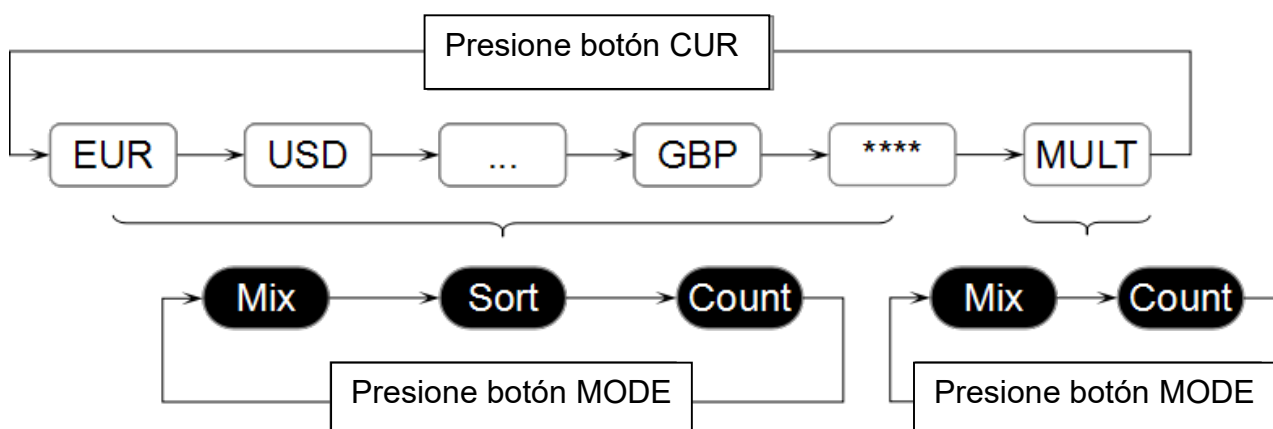 Presione botón CUR
EUR USD ... GBP **** MULT
Mix Sort Count Mix Count
Presione botón MODE Presione botón MODE